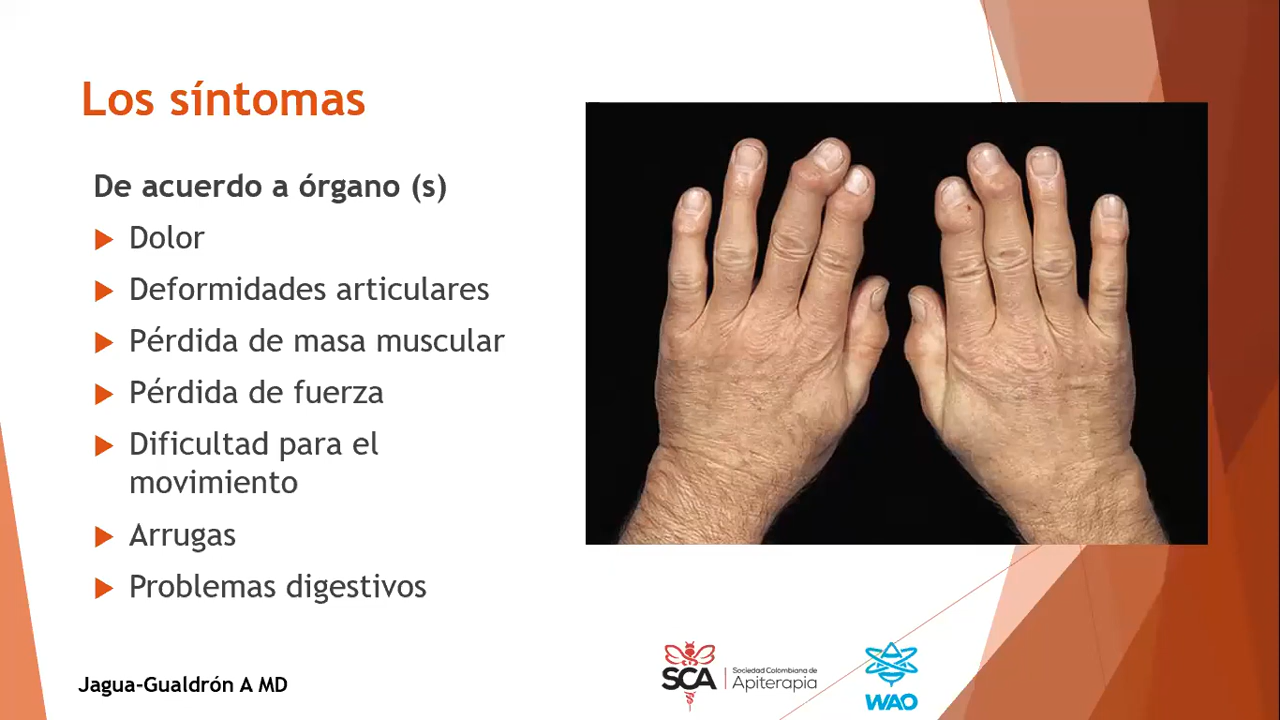 Los síntomas
De acuerdo a órgano (s)
Dolor
Deformidades articulares
Pérdida de masa muscular
Pérdida de fuerza
Dificultad para el
movimiento
Arrugas
Problemas digestivos
Jagua-Gualdrón A MD
SCA
Sociedad Colombiana de
Apiterapia
WAO